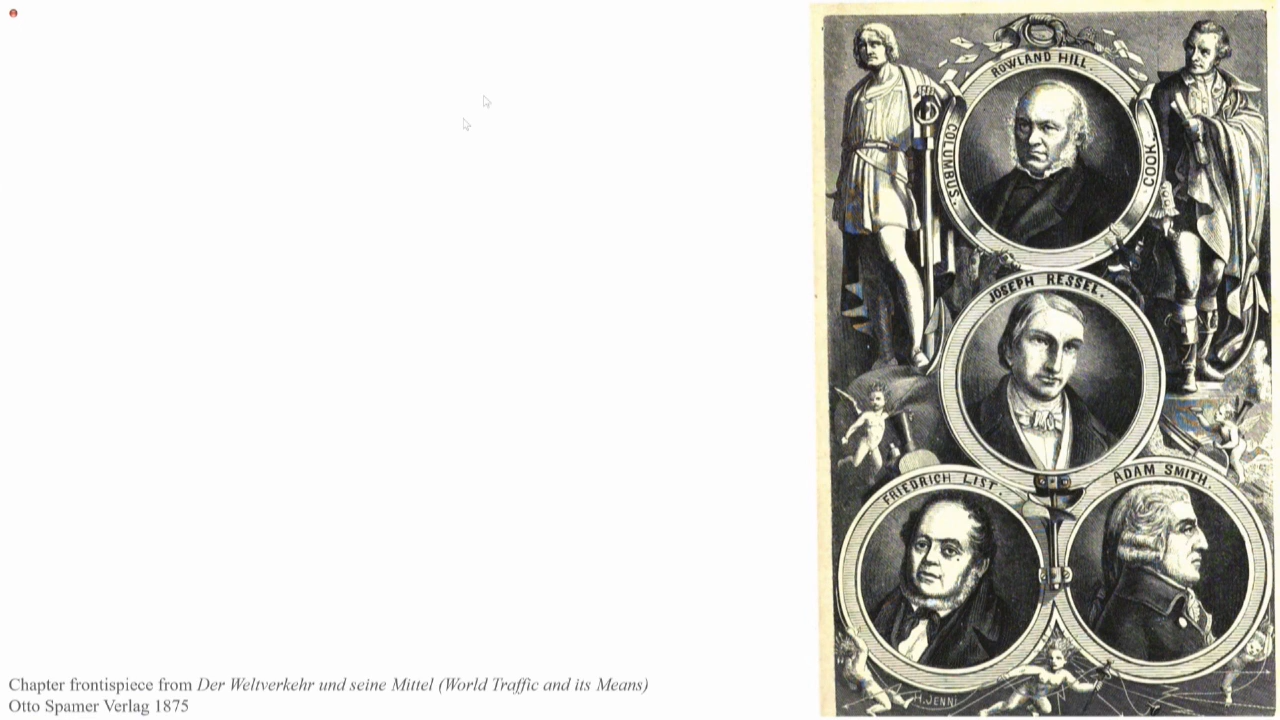 ROWLAND HILL.
COLUMBUS.
COOK.
JOSEPH RESSEL.
FRIEDRICH LIST.
ADAM SMITH.
H. JENNI
Chapter frontispiece from Der Weltverkehr und seine Mittel (World Traffic and its Means)
Otto Spamer Verlag 1875